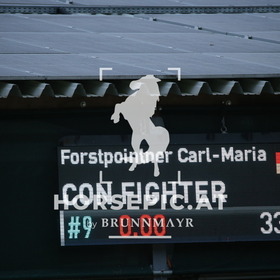 Forstpointner Carl-Maria
CON FIGHTER
HORSEPIC.AT
#9 0.00 33
by BRUNNMAYR